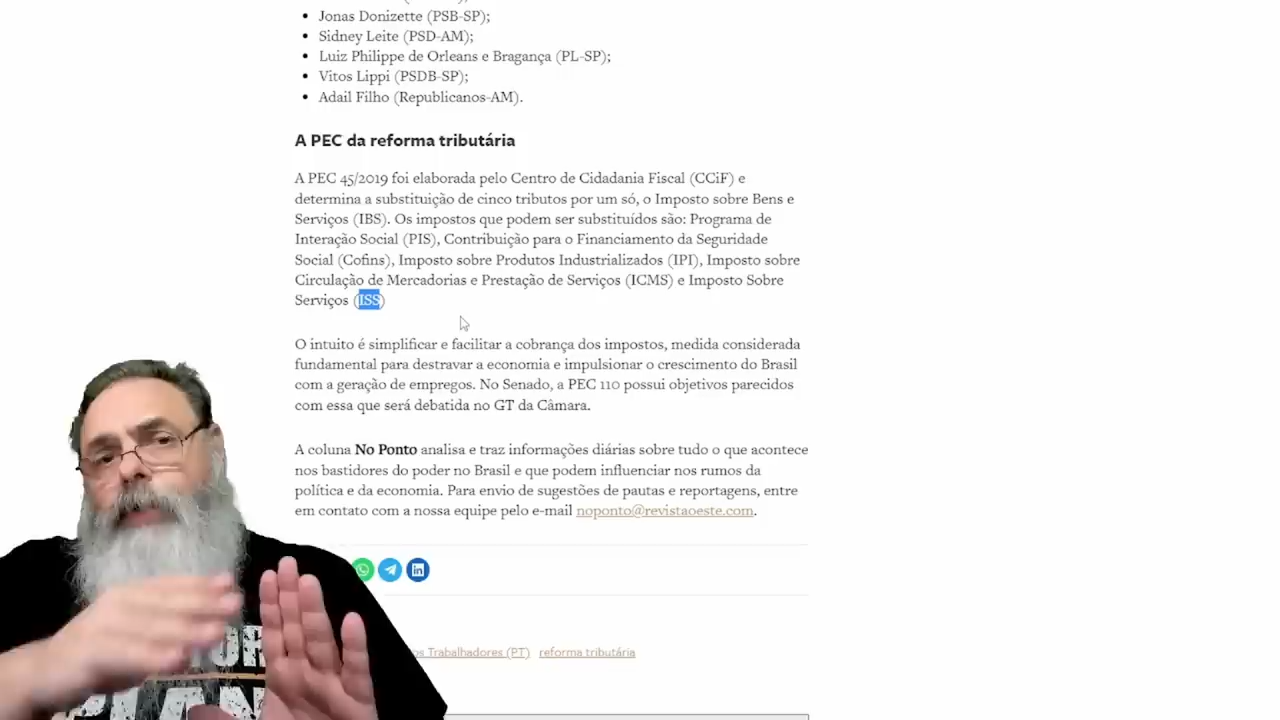 Jonas Donizette (PSB-SP);
Sidney Leite (PSD-AM);
Luiz Philippe de Orleans e Bragança (PL-SP);
Vitos Lippi (PSDB-SP);
Adail Filho (Republicanos-AM).
A PEC da reforma tributária
A PEC 45/2019 foi elaborada pelo Centro de Cidadania Fiscal (CCiF) e
determina a substituição de cinco tributos por um só, o Imposto sobre Bens e
Serviços (IBS). Os impostos que podem ser substituídos são: Programa de
Interação Social (PIS), Contribuição para o Financiamento da Seguridade
Social (Cofins), Imposto sobre Produtos Industrializados (IPI), Imposto sobre
Circulação de Mercadorias e Prestação de Serviços (ICMS) e Imposto Sobre
Serviços (ISS)
O intuito é simplificar e facilitar a cobrança dos impostos, medida considerada
fundamental para destravar a economia e impulsionar o crescimento do Brasil
com a geração de empregos. No Senado, a PEC 110 possui objetivos parecidos
com essa que será debatida no GT da Câmara.
A coluna No Ponto analisa e traz informações diárias sobre tudo o que acontece
nos bastidores do poder no Brasil e que podem influenciar nos rumos da
política e da economia. Para envio de sugestões de pautas e reportagens, entre
em contato com a nossa equipe pelo e-mail noponto@revistaoeste.com.
os Trabalhadores (PT) reforma tributária